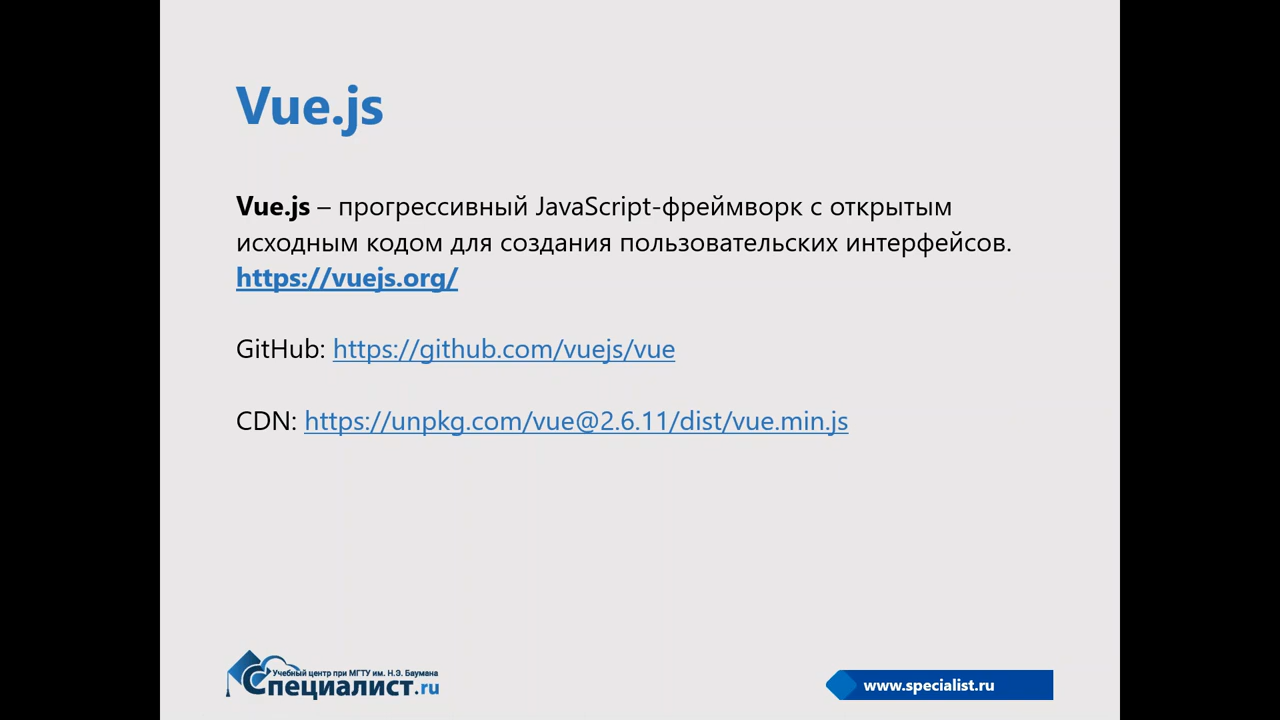 Vue.js
Vue.js – прогрессивный JavaScript-фреймворк с открытым
исходным кодом для создания пользовательских интерфейсов.
https://vuejs.org/
GitHub: https://github.com/vuejs/vue
CDN: https://unpkg.com/vue@2.6.11/dist/vue.min.js
Учебный центр при МГТУ им. Н.Э. Баумана
Специалист.ru
www.specialist.ru